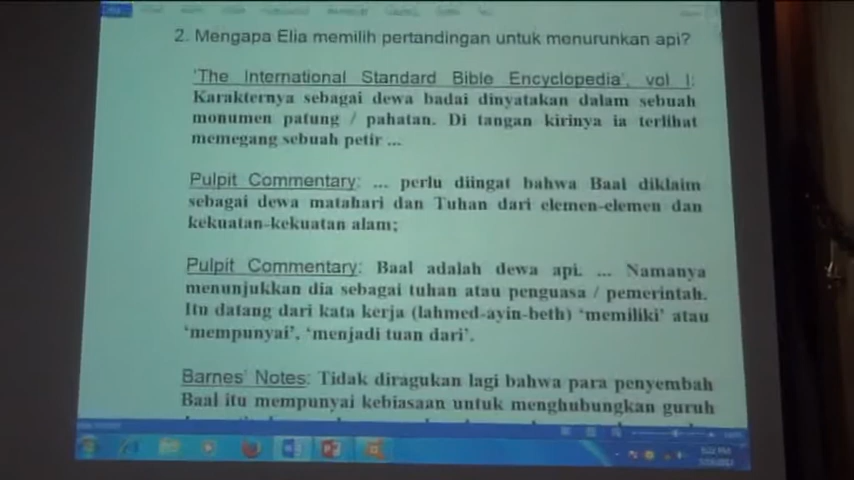 2. Mengapa Elia memilih pertandingan untuk menurunkan api?
'The International Standard Bible Encyclopedia', vol I:
Karakternya sebagai dewa badai dinyatakan dalam sebuah
monumen patung / pahatan. Di tangan kirinya ia terlihat
memegang sebuah petir ...
Pulpit Commentary: ... perlu diingat bahwa Baal diklaim
sebagai dewa matahari dan Tuhan dari elemen-elemen dan
kekuatan-kekuatan alam;
Pulpit Commentary: Baal adalah dewa api. ... Namanya
menunjukkan dia sebagai tuhan atau penguasa / pemerintah.
Itu datang dari kata kerja (lahmed-ayin-beth) 'memiliki' atau
'mempunyai', 'menjadi tuan dari'.
Barnes' Notes: Tidak diragukan lagi bahwa para penyembah
Baal itu mempunyai kebiasaan untuk menghubungkan guruh